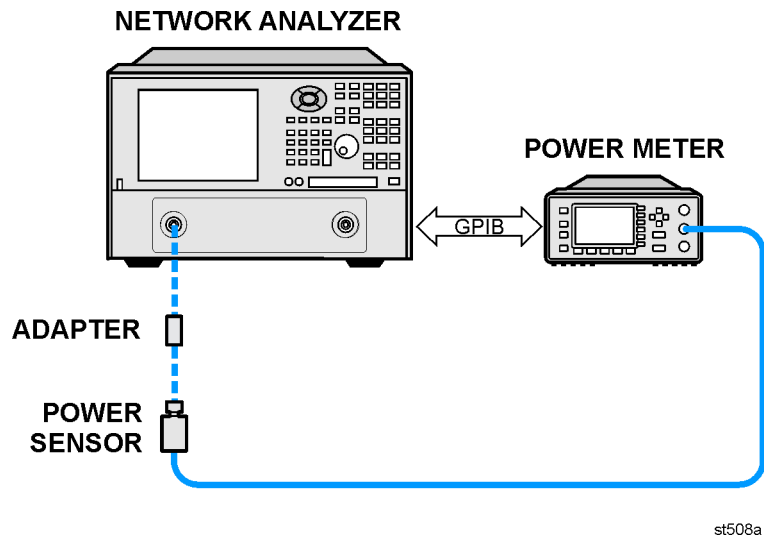 NETWORK ANALYZER
POWER METER
GPIB
ADAPTER
POWER
SENSOR
st508a